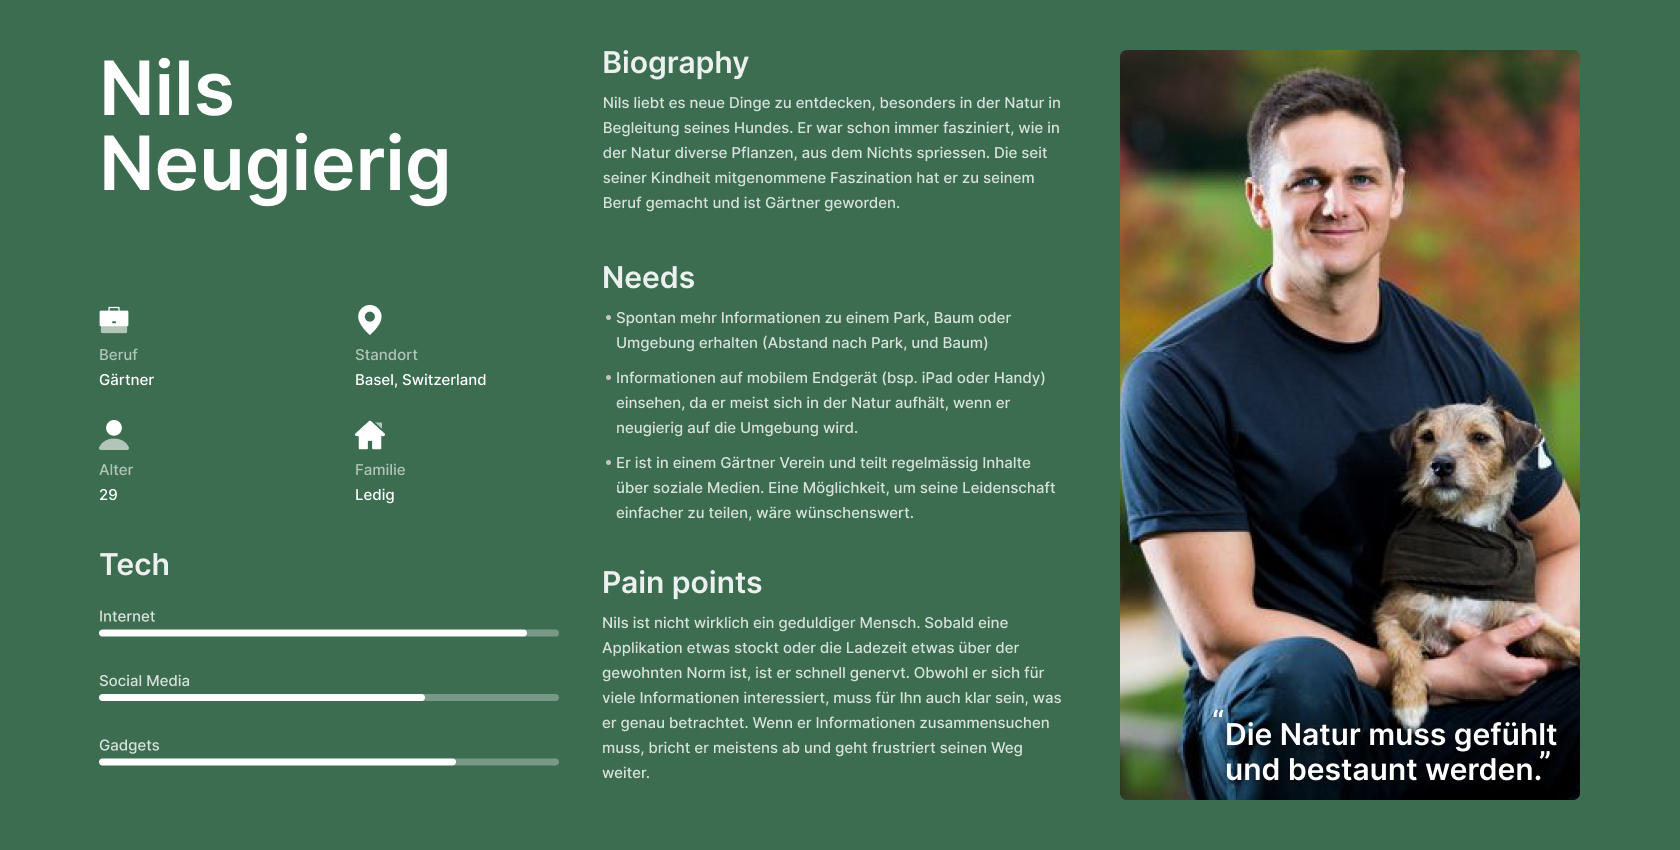 Nils
Neugierig
Beruf
Gärtner
Standort
Basel, Switzerland
Alter
29
Familie
Ledig
Tech
Internet
Social Media
Gadgets
Biography
Nils liebt es neue Dinge zu entdecken, besonders in der Natur in
Begleitung seines Hundes. Er war schon immer fasziniert, wie in
der Natur diverse Pflanzen, aus dem Nichts spriessen. Die seit
seiner Kindheit mitgenommene Faszination hat er zu seinem
Beruf gemacht und ist Gärtner geworden.
Needs
• Spontan mehr Informationen zu einem Park, Baum oder
Umgebung erhalten (Abstand nach Park, und Baum)
• Informationen auf mobilem Endgerät (bsp. iPad oder Handy)
einsehen, da er meist sich in der Natur aufhält, wenn er
neugierig auf die Umgebung wird.
• Er ist in einem Gärtner Verein und teilt regelmässig Inhalte
über soziale Medien. Eine Möglichkeit, um seine Leidenschaft
einfacher zu teilen, wäre wünschenswert.
Pain points
Nils ist nicht wirklich ein geduldiger Mensch. Sobald eine
Applikation etwas stockt oder die Ladezeit etwas über der
gewohnten Norm ist, ist er schnell genervt. Obwohl er sich für
viele Informationen interessiert, muss für Ihn auch klar sein, was
er genau betrachtet. Wenn er Informationen zusammensuchen
muss, bricht er meistens ab und geht frustriert seinen Weg
weiter.
“Die Natur muss gefühlt
und bestaunt werden.”